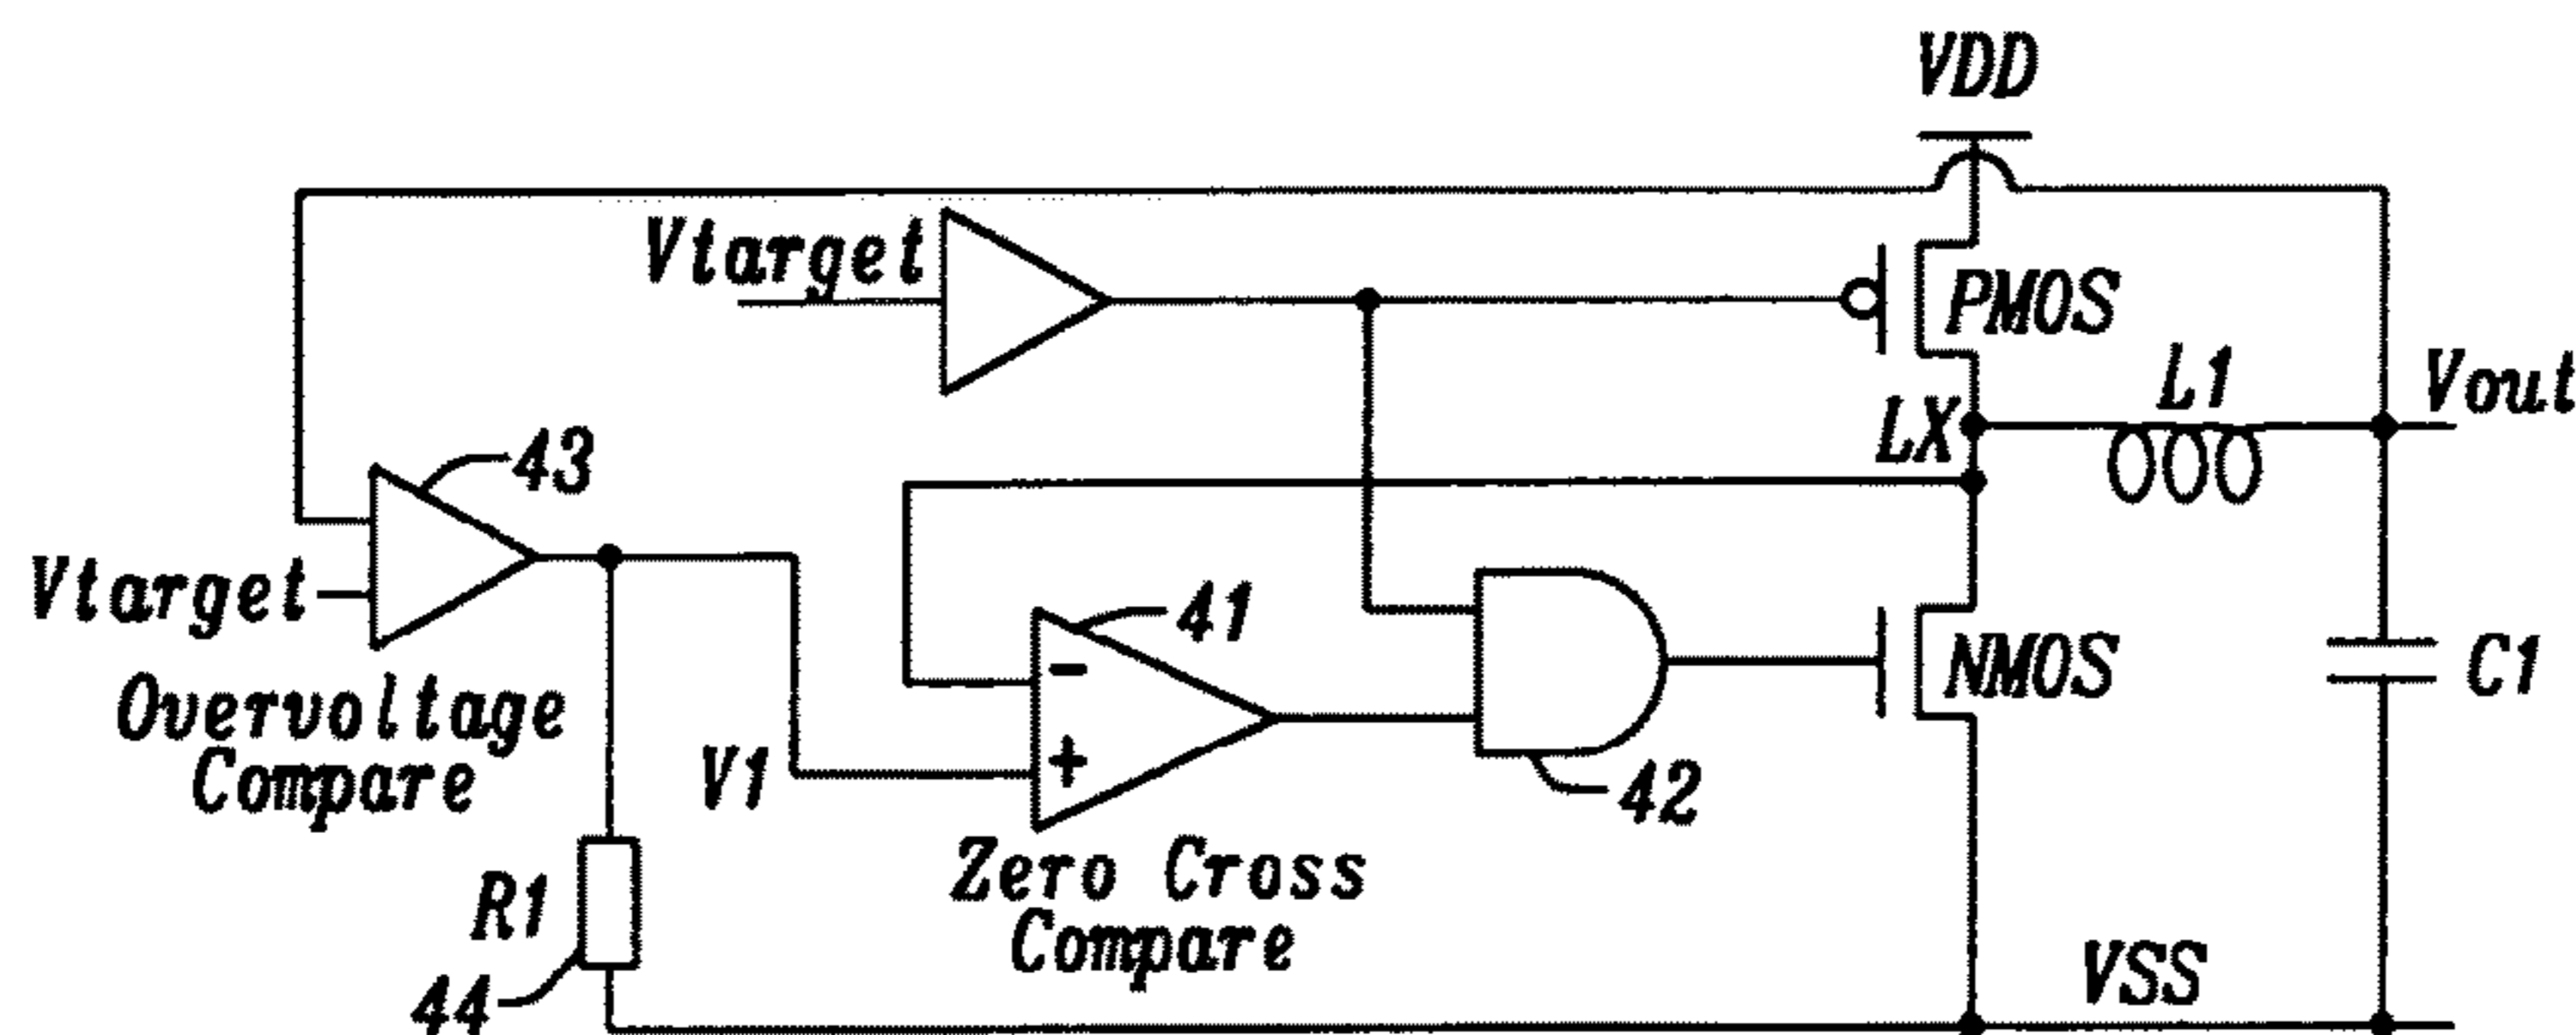 VDD
Vtarget
PMOS
L1
Vout
LX
43
Vtarget
41
-
+
NMOS
C1
Overvoltage
Compare
V1
42
Zero Cross
Compare
R1
44
VSS